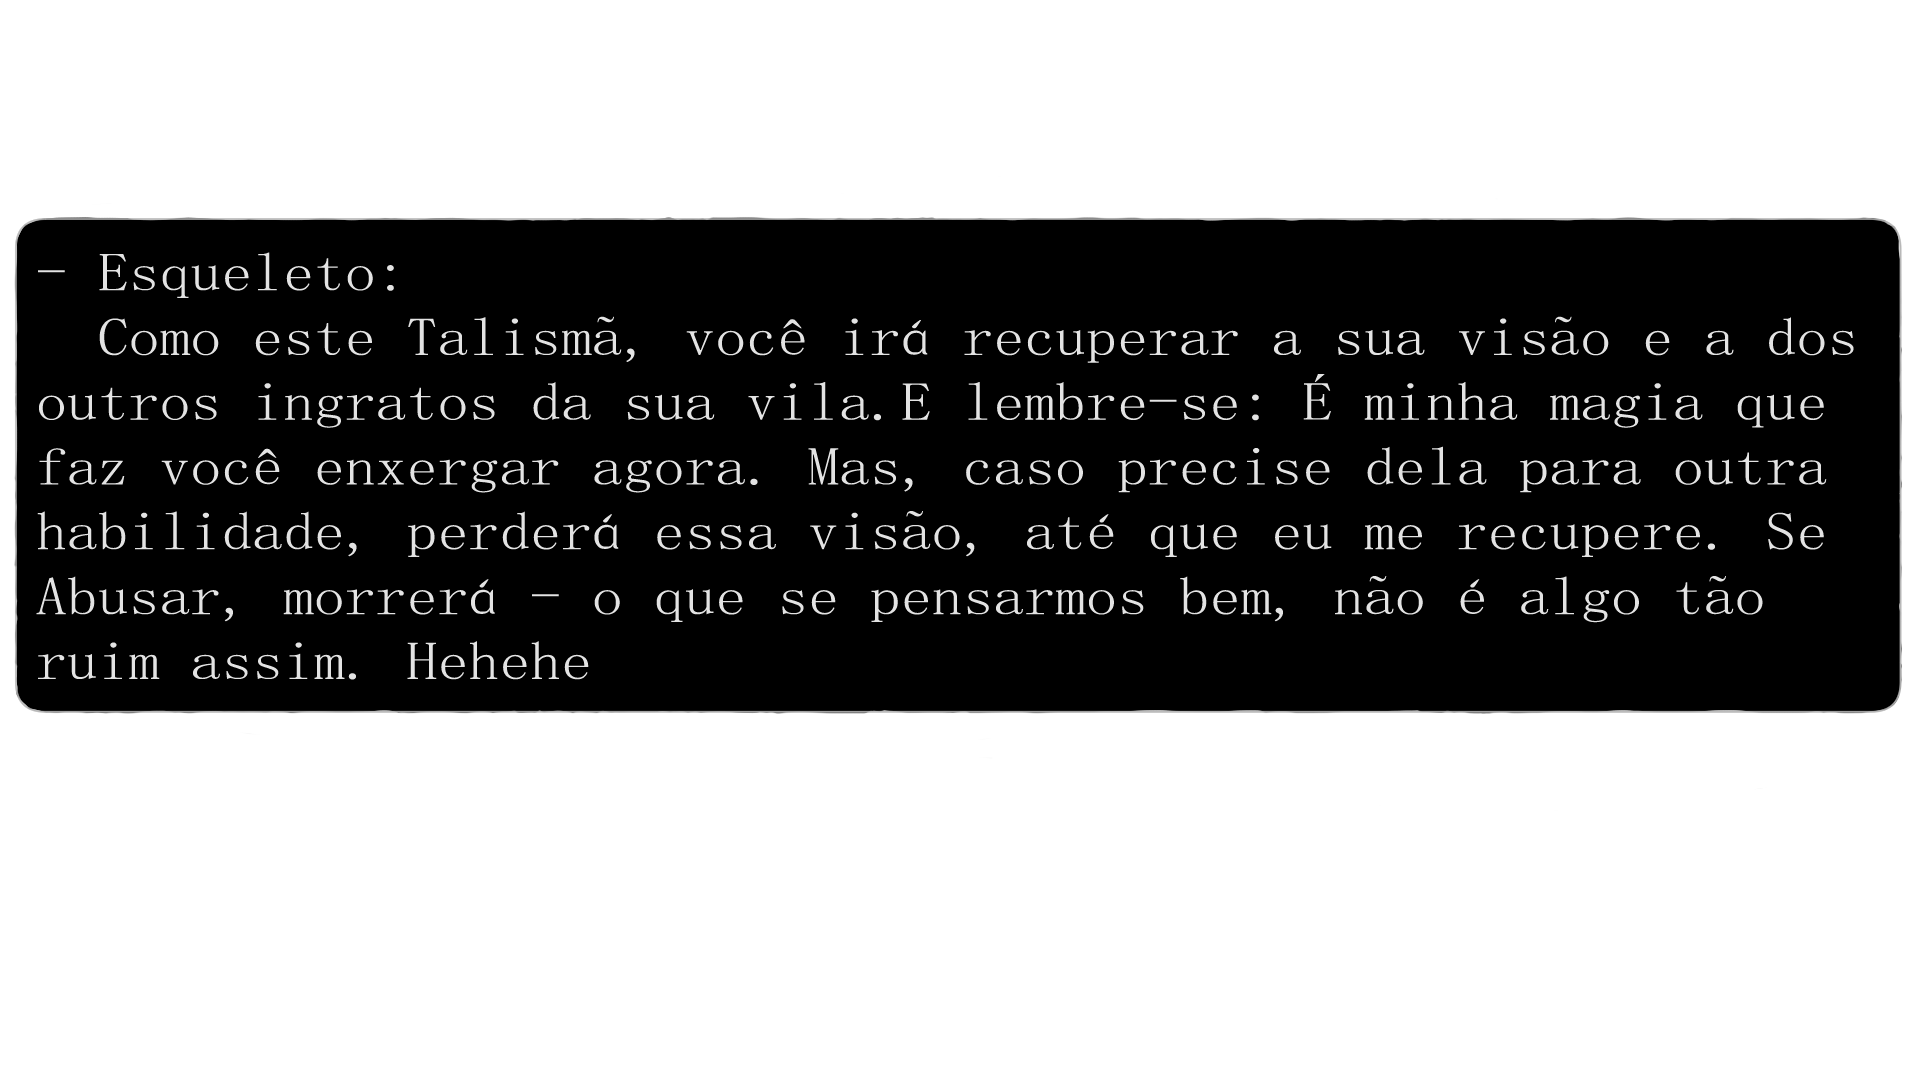 - Esqueleto:
Como este Talismã, você irá recuperar a sua visão e a dos
outros ingratos da sua vila.E lembre-se: É minha magia que
faz você enxergar agora. Mas, caso precise dela para outra
habilidade, perderá essa visão, até que eu me recupere. Se
Abusar, morrerá - o que se pensarmos bem, não é algo tão
ruim assim. Hehehe